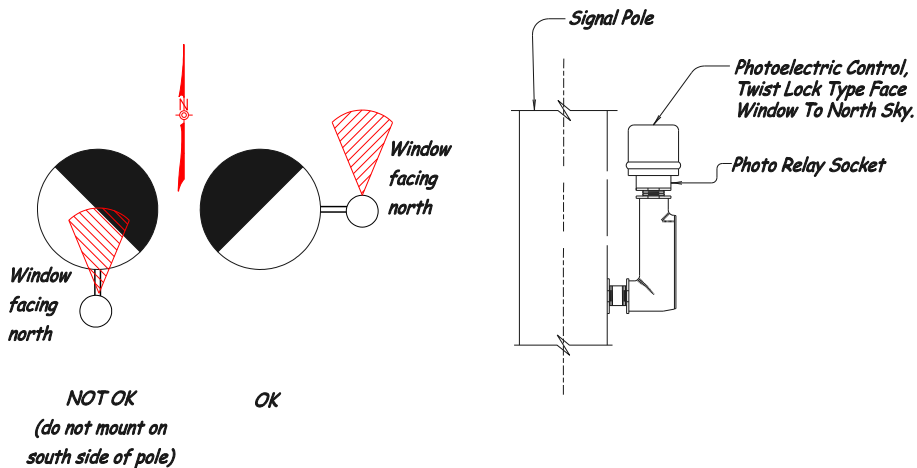 N
Window
facing
north
Window
facing
north
NOT OK
(do not mount on
south side of pole)
OK
Signal Pole
Photoelectric Control,
Twist Lock Type Face
Window To North Sky.
Photo Relay Socket